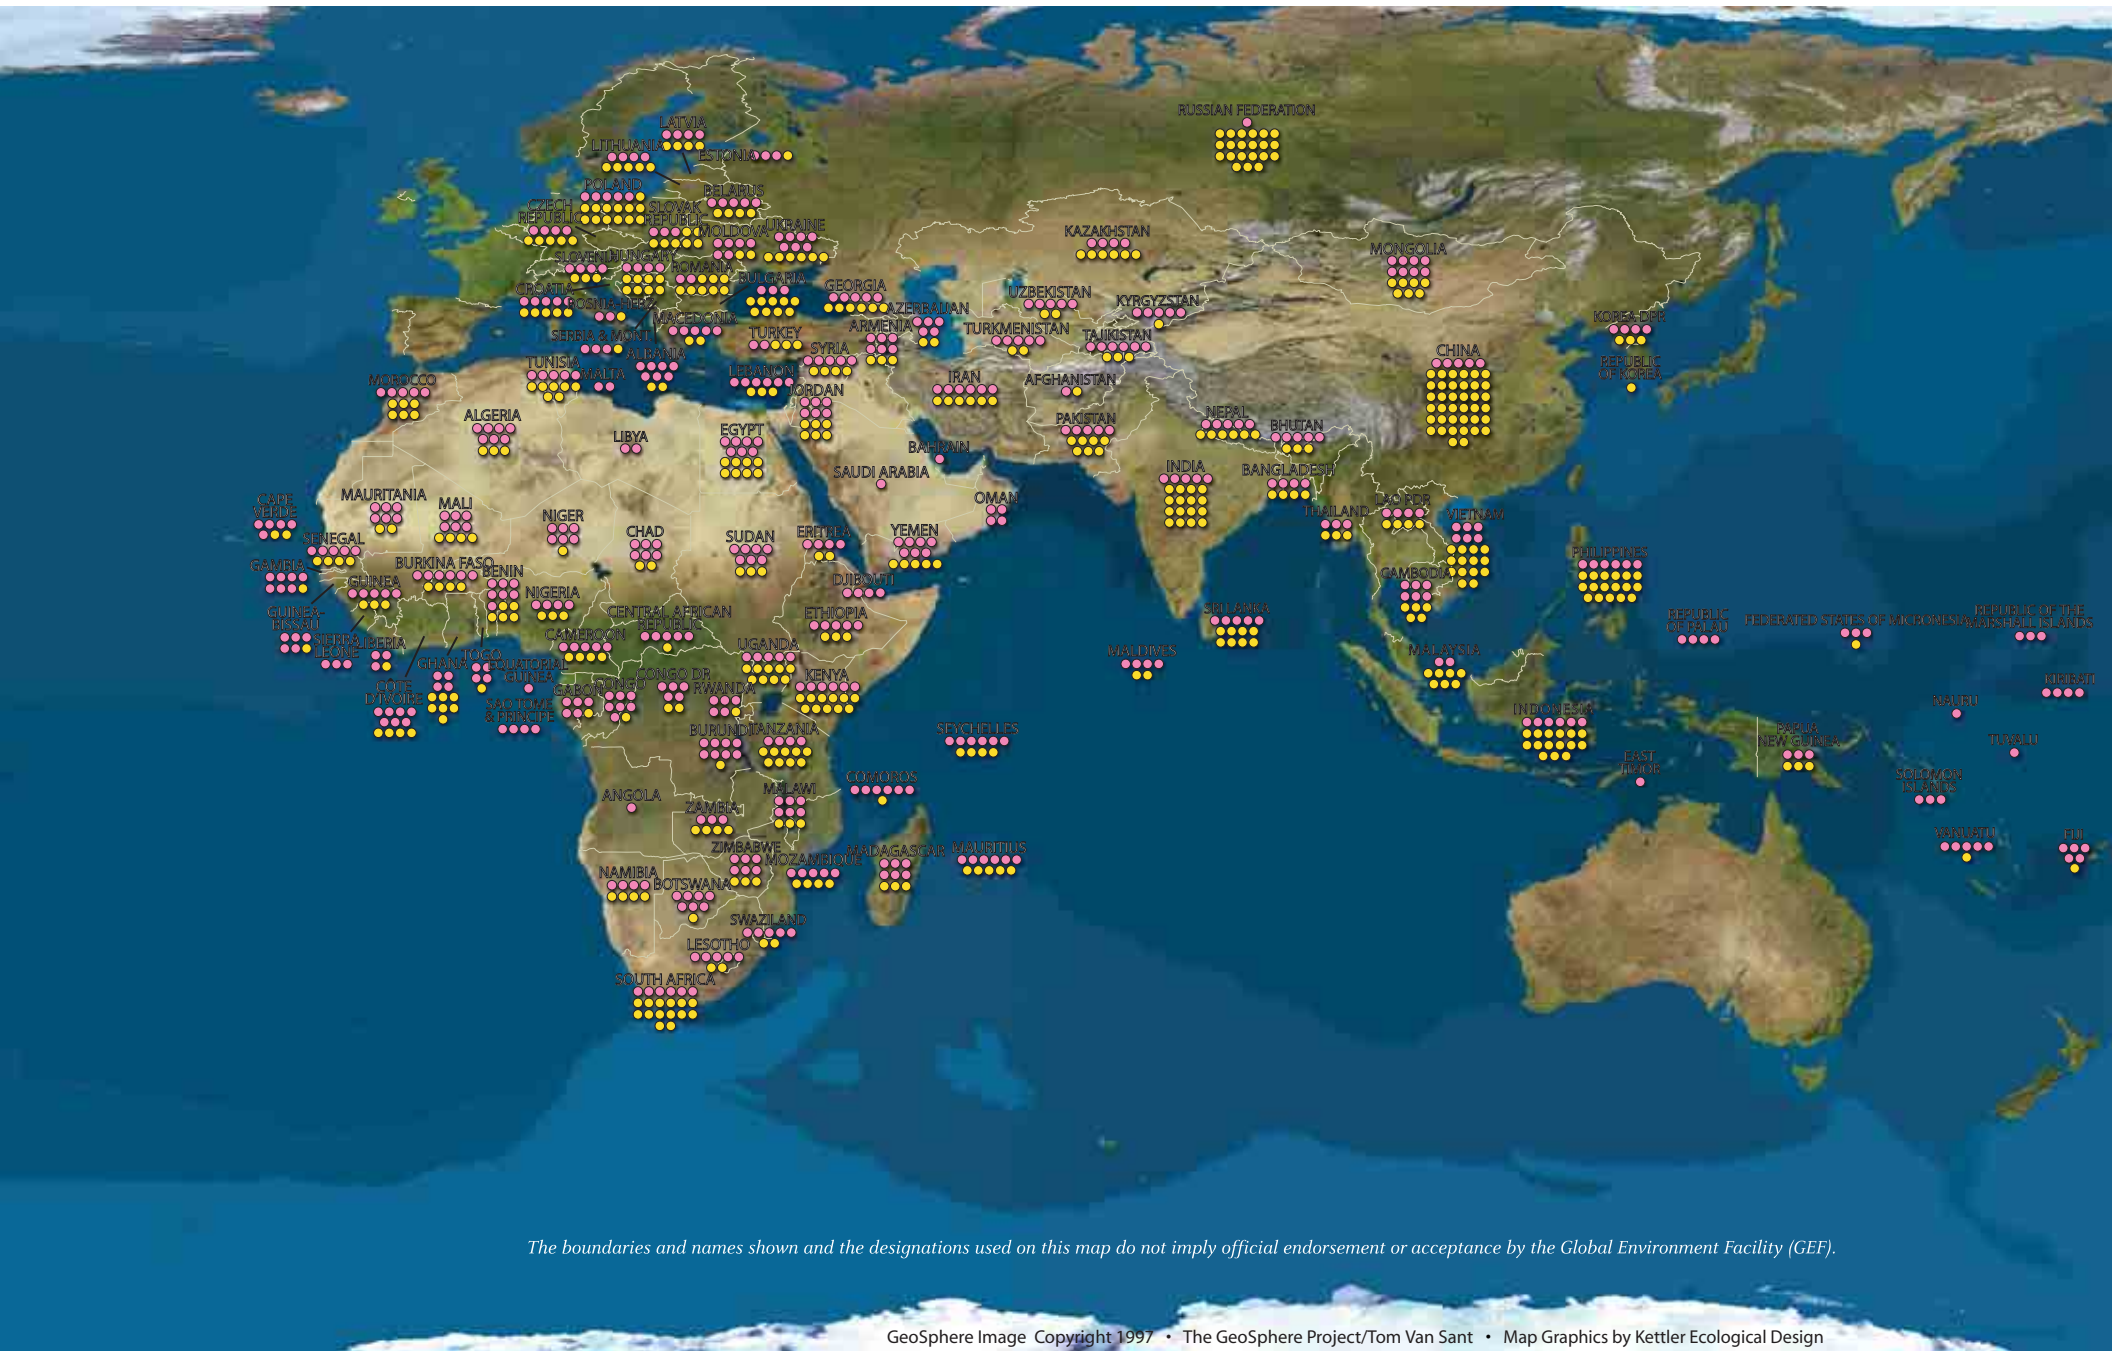 RUSSIAN FEDERATION
LATVIA
LITHUANIA
ESTONIA
POLAND
BELARUS
CZECH
REPUBLIC
SLOVAK
REPUBLIC
MOLDOVA
UKRAINE
KAZAKHSTAN
MONGOLIA
SLOVENIA
HUNGARY
ROMANIA
BULGARIA
GEORGIA
CROATIA
BOSNIA-HERZ.
UZBEKISTAN
KYRGYZSTAN
AZERBAIJAN
MACEDONIA
ARMENIA
TURKMENISTAN
KOREA DPR
SERBIA & MONT.
TURKEY
TAJIKISTAN
SYRIA
ALBANIA
CHINA
TUNISIA
MALTA
LEBANON
REPUBLIC
OF KOREA
MOROCCO
IRAN
AFGHANISTAN
JORDAN
ALGERIA
PAKISTAN
NEPAL
BHUTAN
LIBYA
EGYPT
BAHRAIN
SAUDI ARABIA
INDIA
BANGLADESH
CAPE
VERDE
MAURITANIA
MALI
NIGER
OMAN
LAO PDR
THAILAND
VIETNAM
SENEGAL
CHAD
SUDAN
ERITREA
YEMEN
PHILIPPINES
GAMBIA
BURKINA FASO
BENIN
GUINEA
NIGERIA
DJIBOUTI
CAMBODIA
GUINEA-
BISSAU
CENTRAL AFRICAN
REPUBLIC
ETHIOPIA
SRI LANKA
REPUBLIC
OF PALAU
FEDERATED STATES OF MICRONESIA
REPUBLIC OF THE
MARSHALL ISLANDS
SIERRA
LEONE
LIBERIA
CAMEROON
UGANDA
MALDIVES
MALAYSIA
GHANA
TOGO
EQUATORIAL
GUINEA
CONGO DR
KENYA
KIRIBATI
CÔTE
D'IVOIRE
GABON
CONGO
RWANDA
SAO TOME
& PRINCIPE
NAURU
INDONESIA
BURUNDI
TANZANIA
SEYCHELLES
PAPUA
NEW GUINEA
TUVALU
EAST
TIMOR
COMOROS
SOLOMON
ISLANDS
ANGOLA
MALAWI
ZAMBIA
VANUATU
FIJI
ZIMBABWE
MOZAMBIQUE
MADAGASCAR
MAURITIUS
NAMIBIA
BOTSWANA
SWAZILAND
LESOTHO
SOUTH AFRICA
The boundaries and names shown and the designations used on this map do not imply official endorsement or acceptance by the Global Environment Facility (GEF).
GeoSphere Image Copyright 1997 • The GeoSphere Project/Tom Van Sant • Map Graphics by Kettler Ecological Design